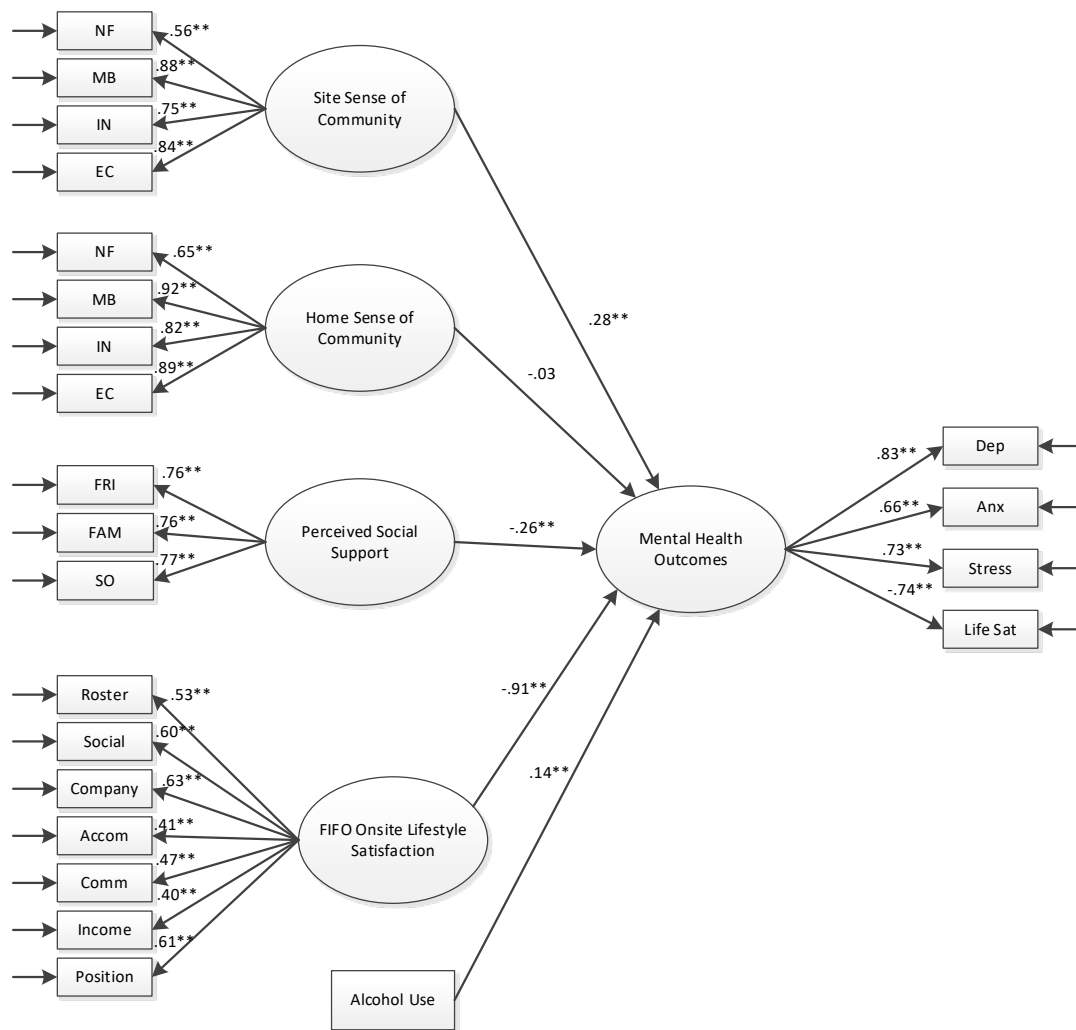 NF
.56**
MB
.88**
IN
.75**
EC
.84**
Site Sense of
Community
NF
.65**
MB
.92**
IN
.82**
EC
.89**
Home Sense of
Community
.28**
-.03
FRI
.76**
FAM
.76**
SO
.77**
Perceived Social
Support
-.26**
Mental Health
Outcomes
.83**
Dep
.66**
Anx
.73**
Stress
-.74**
Life Sat
Roster
.53**
Social
.60**
Company
.63**
Accom
.41**
Comm
.47**
Income
.40**
Position
.61**
FIFO Onsite Lifestyle
Satisfaction
-.91**
.14**
Alcohol Use